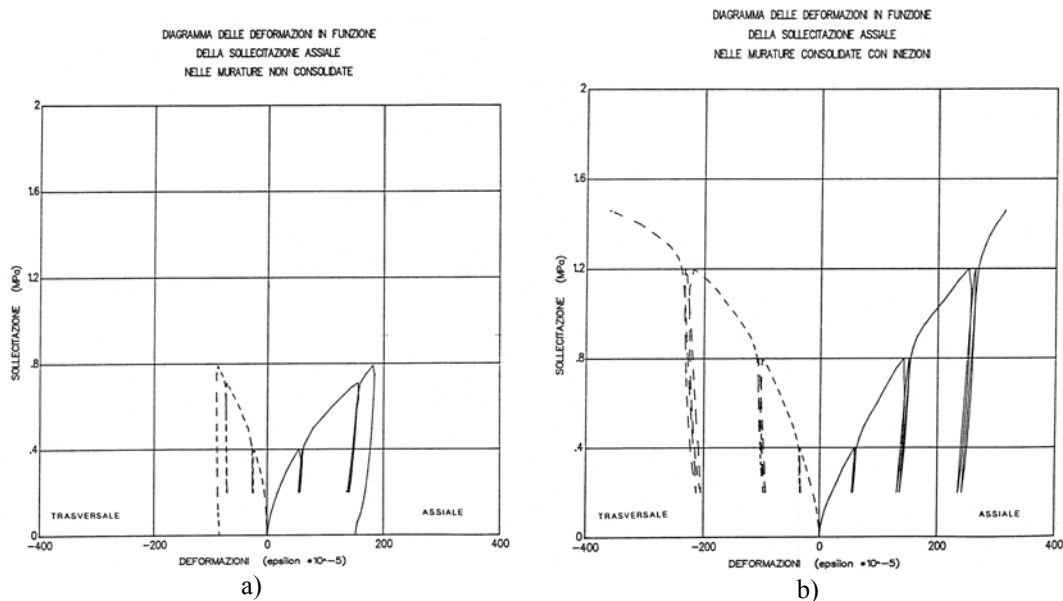 DIAGRAMMA DELLE DEFORMAZIONI IN FUNZIONE
DELLA SOLLECITAZIONE ASSIALE
NELLE MURATURE NON CONSOLIDATE
2
1.6
1.2
.8
.4
0
SOLLECITAZIONE (MPa)
TRASVERSALE
ASSIALE
-400
-200
0
200
400
DEFORMAZIONI (epsilon *10^-5)
a)
DIAGRAMMA DELLE DEFORMAZIONI IN FUNZIONE
DELLA SOLLECITAZIONE ASSIALE
NELLE MURATURE CONSOLIDATE CON INIEZIONI
2
1.6
1.2
.8
.4
0
SOLLECITAZIONE (MPa)
TRASVERSALE
ASSIALE
-400
-200
0
200
400
DEFORMAZIONI (epsilon *10^-5)
b)